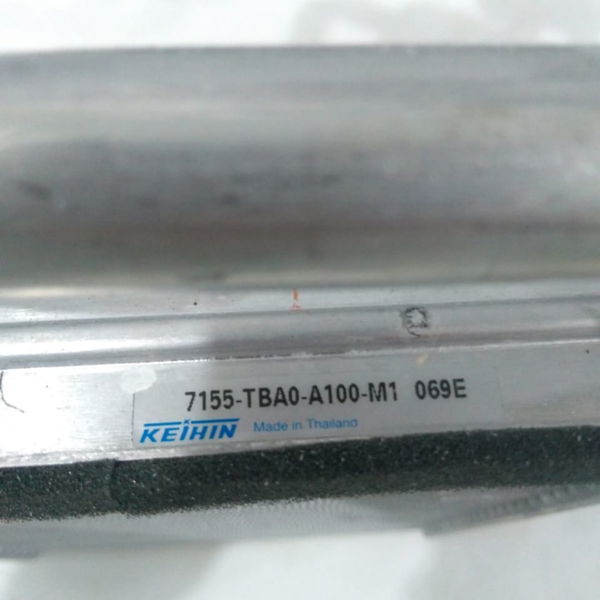 7155-TBA0-A100-M1 069E
KEIHIN Made in Thailand